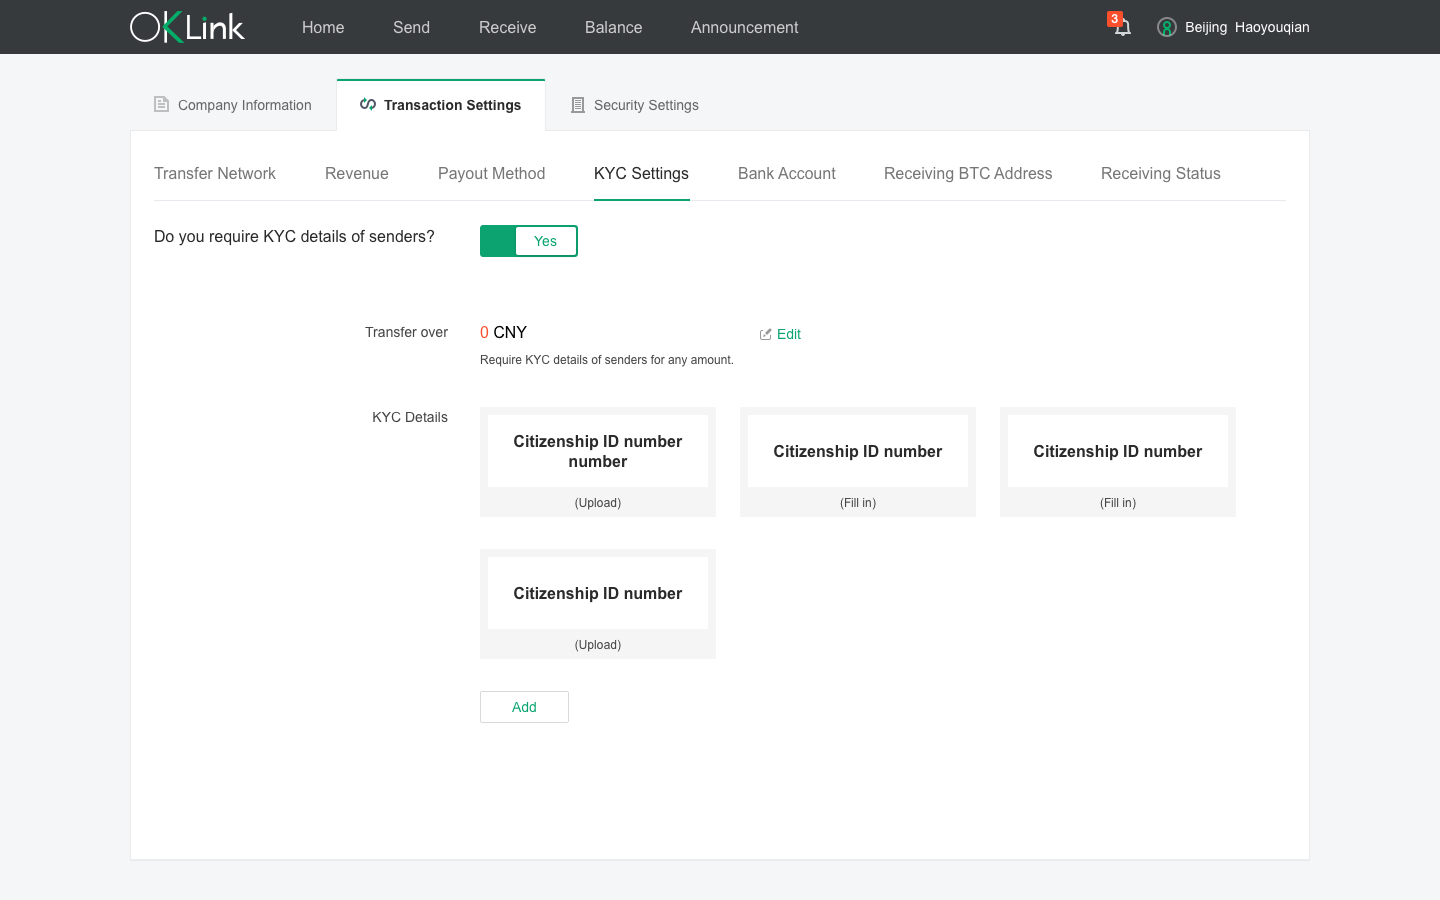 OKLink Home Send Receive Balance Announcement 3 Beijing Haoyouqian
Company Information Transaction Settings Security Settings
Transfer Network Revenue Payout Method KYC Settings Bank Account Receiving BTC Address Receiving Status
Do you require KYC details of senders? Yes
Transfer over 0 CNY Edit
Require KYC details of senders for any amount.
KYC Details
Citizenship ID number
number
(Upload)
Citizenship ID number
(Fill in)
Citizenship ID number
(Fill in)
Citizenship ID number
(Upload)
Add